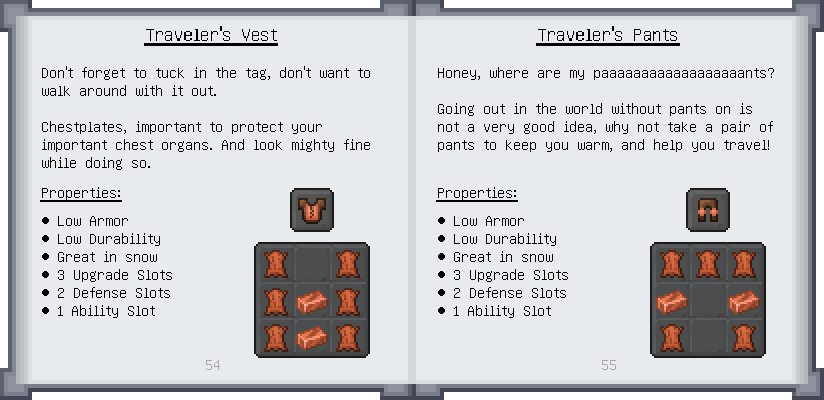 Traveler's Vest
Don't forget to tuck in the tag, don't want to
walk around with it out.
Chestplates, important to protect your
important chest organs. And look mighty fine
while doing so.
Properties:
● Low Armor
● Low Durability
● Great in snow
● 3 Upgrade Slots
● 2 Defense Slots
● 1 Ability Slot
54
Traveler's Pants
Honey, where are my paaaaaaaaaaaaaaaaaaants?
Going out in the world without pants on is
not a very good idea, why not take a pair of
pants to keep you warm, and help you travel!
Properties:
● Low Armor
● Low Durability
● Great in snow
● 3 Upgrade Slots
● 2 Defense Slots
● 1 Ability Slot
55